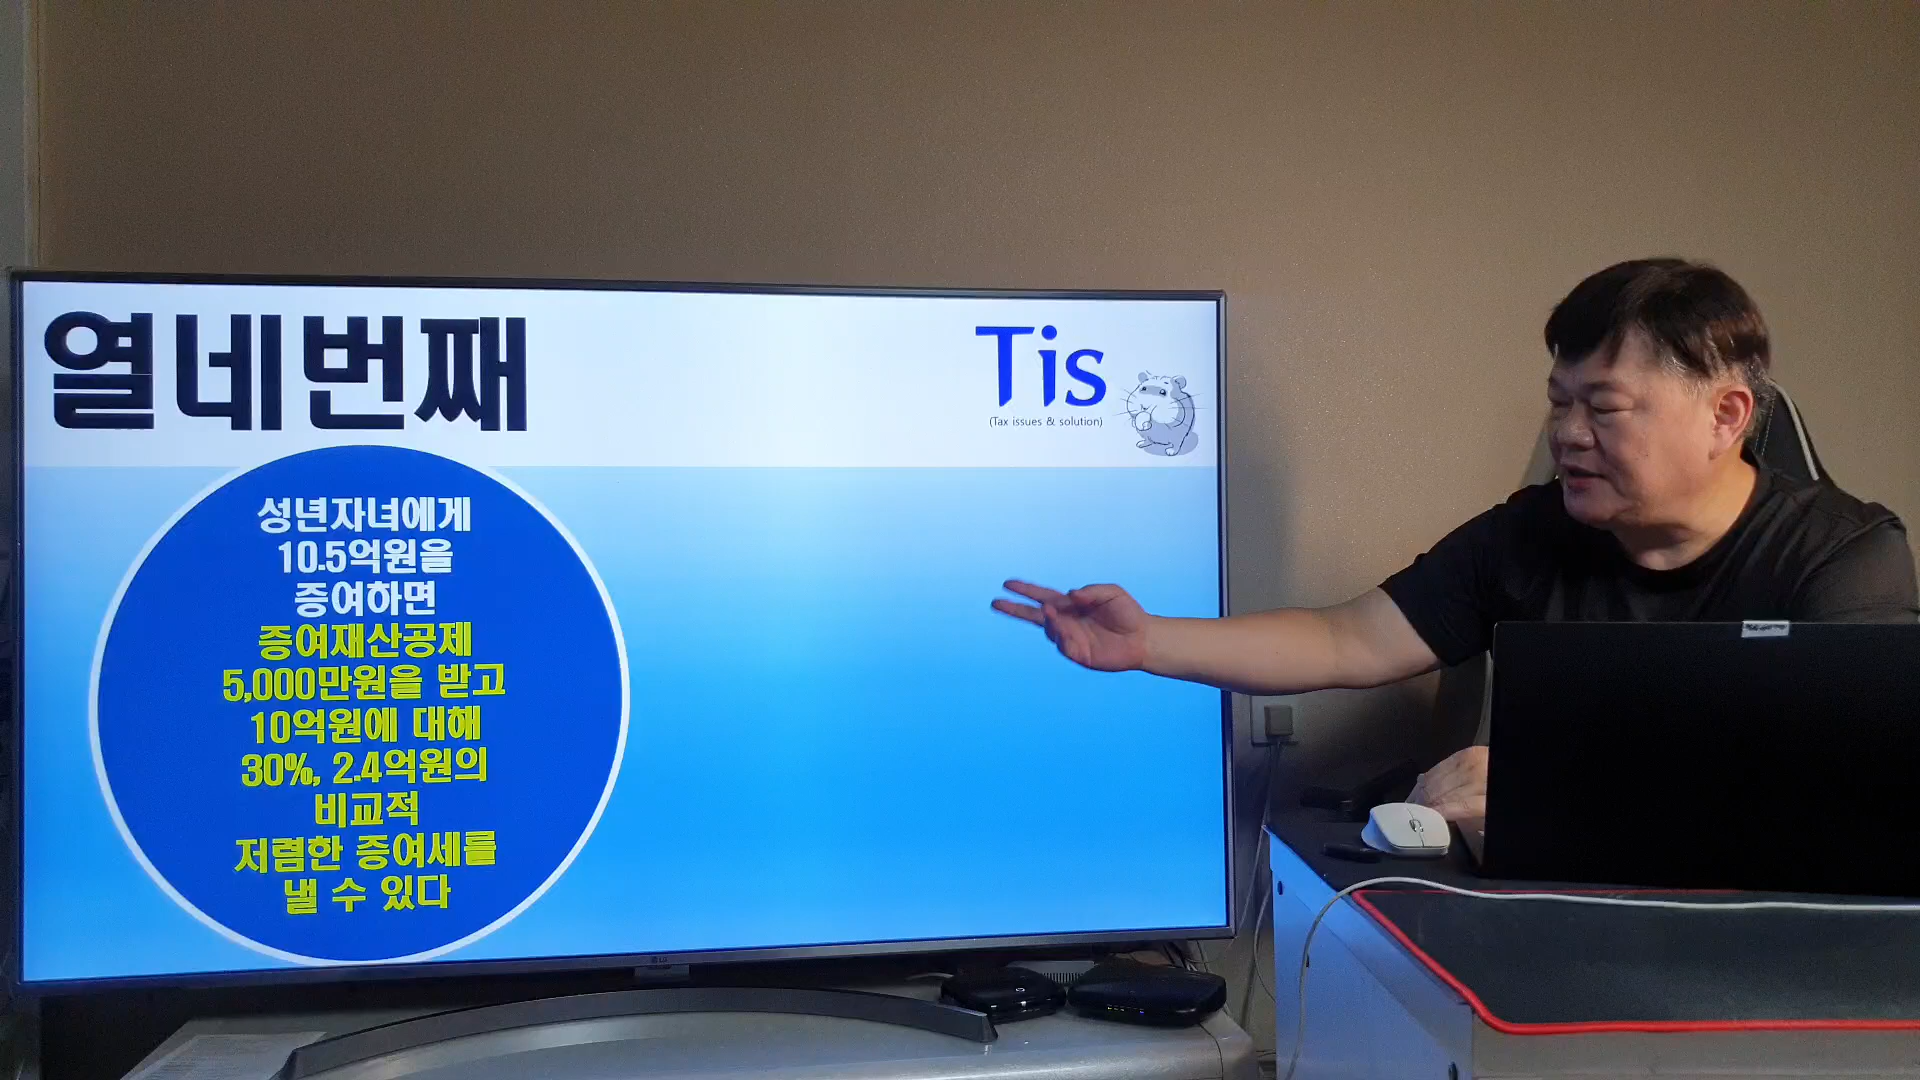 열네번째
Tis
(Tax issues & solution)
성년자녀에게
10.5억원을
증여하면
증여재산공제
5,000만원을 받고
10억원에 대해
30%, 2.4억원의
비교적
저렴한 증여세를
낼 수 있다
LG